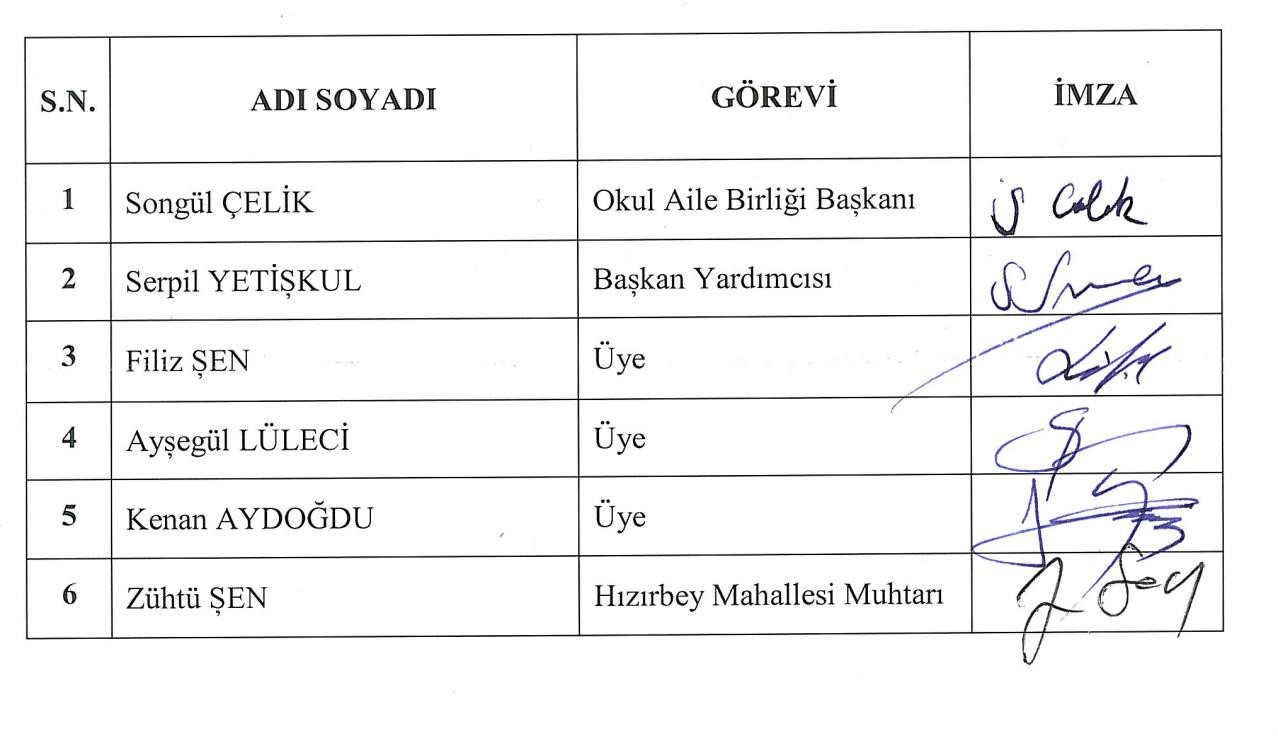 S.N. ADI SOYADI GÖREVİ İMZA
1 Songül ÇELİK Okul Aile Birliği Başkanı S Çelik
2 Serpil YETİŞKUL Başkan Yardımcısı
3 Filiz ŞEN Üye
4 Ayşegül LÜLECİ Üye
5 Kenan AYDOĞDU Üye
6 Zühtü ŞEN Hızırbey Mahallesi Muhtarı